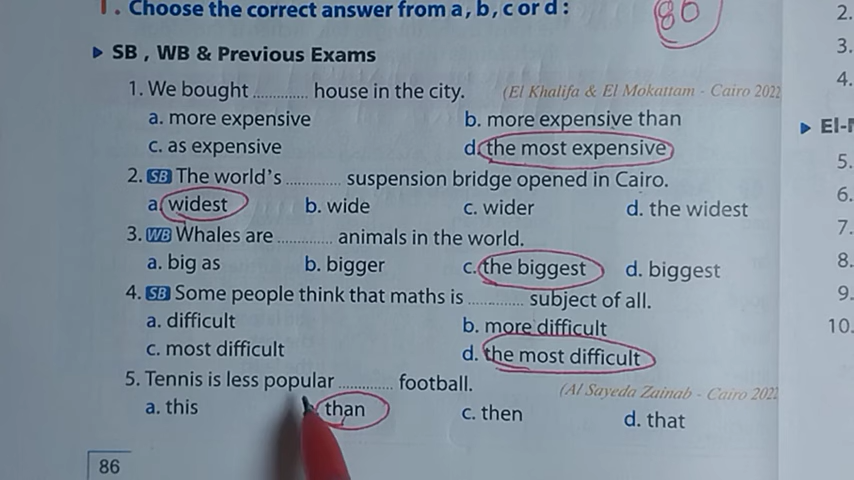 1. Choose the correct answer from a, b, c or d :
86
SB , WB & Previous Exams
1. We bought ............ house in the city. (El Khalifa & El Mokattam - Cairo 2022
a. more expensive b. more expensive than
c. as expensive d. the most expensive
2. SB The world's ............ suspension bridge opened in Cairo.
a. widest b. wide c. wider d. the widest
3. WB Whales are ............ animals in the world.
a. big as b. bigger c. the biggest d. biggest
4. SB Some people think that maths is ............ subject of all.
a. difficult b. more difficult
c. most difficult d. the most difficult
5. Tennis is less popular ............ football. (Al Sayeda Zainab - Cairo 2022
a. this than c. then d. that
86
2.
3.
4.
5.
6.
7.
8.
9.
10.